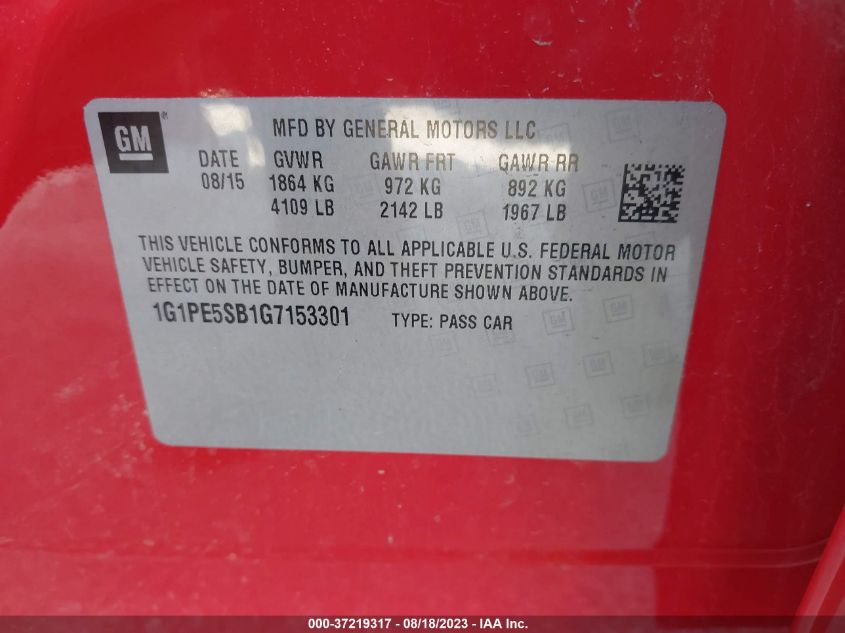 GM ®
MFD BY GENERAL MOTORS LLC
DATE GVWR GAWR FRT GAWR RR
08/15 1864 KG 972 KG 892 KG
4109 LB 2142 LB 1967 LB
THIS VEHICLE CONFORMS TO ALL APPLICABLE U.S. FEDERAL MOTOR
VEHICLE SAFETY, BUMPER, AND THEFT PREVENTION STANDARDS IN
EFFECT ON THE DATE OF MANUFACTURE SHOWN ABOVE.
1G1PE5SB1G7153301 TYPE: PASS CAR
000-37219317 - 08/18/2023 - IAA Inc.